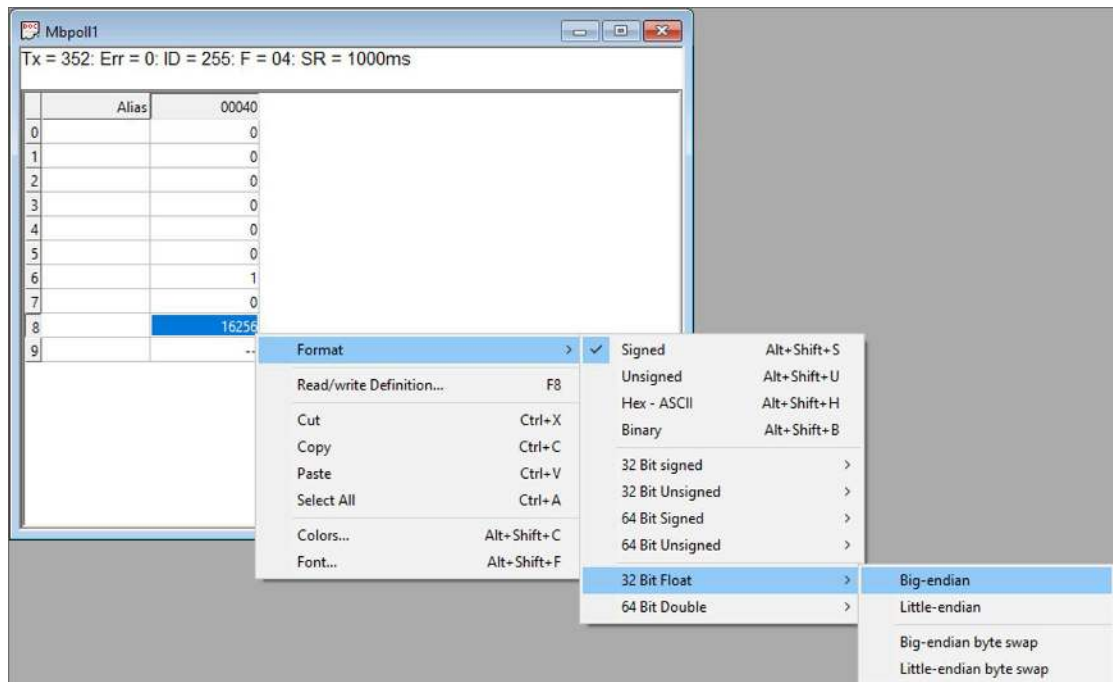 Mbpoll1
Tx = 352: Err = 0: ID = 255: F = 04: SR = 1000ms
Alias 00040
0 0
1 0
2 0
3 0
4 0
5 0
6 1
7 0
8 16256
9 --
Format >
Read/write Definition... F8
Cut Ctrl+X
Copy Ctrl+C
Paste Ctrl+V
Select All Ctrl+A
Colors... Alt+Shift+C
Font... Alt+Shift+F
✓ Signed Alt+Shift+S
Unsigned Alt+Shift+U
Hex - ASCII Alt+Shift+H
Binary Alt+Shift+B
32 Bit signed >
32 Bit Unsigned >
64 Bit Signed >
64 Bit Unsigned >
32 Bit Float >
64 Bit Double >
Big-endian
Little-endian
Big-endian byte swap
Little-endian byte swap